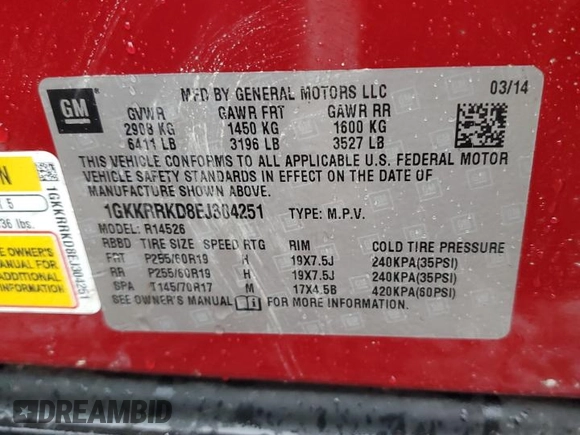 GM
MFD BY GENERAL MOTORS LLC 03/14
GVWR GAWR FRT GAWR RR
2908 KG 1450 KG 1600 KG
6411 LB 3196 LB 3527 LB
THIS VEHICLE CONFORMS TO ALL APPLICABLE U.S. FEDERAL MOTOR
VEHICLE SAFETY STANDARDS IN EFFECT ON THE DATE OF
MANUFACTURE SHOWN ABOVE.
1GKKRRKD8EJ304251 TYPE: M.P.V.
MODEL: R14526
RBBD TIRE SIZE SPEED RTG RIM COLD TIRE PRESSURE
FRT P255/60R19 H 19X7.5J 240KPA(35PSI)
RR P255/60R19 H 19X7.5J 240KPA(35PSI)
SPA T145/70R17 M 17X4.5B 420KPA(60PSI)
SEE OWNER'S MANUAL FOR MORE INFORMATION.
N
5
36 lbs.
OWNER'S
MANUAL FOR
ADDITIONAL
INFORMATION
1GKKRRKD8EJ304251
DREAMBID